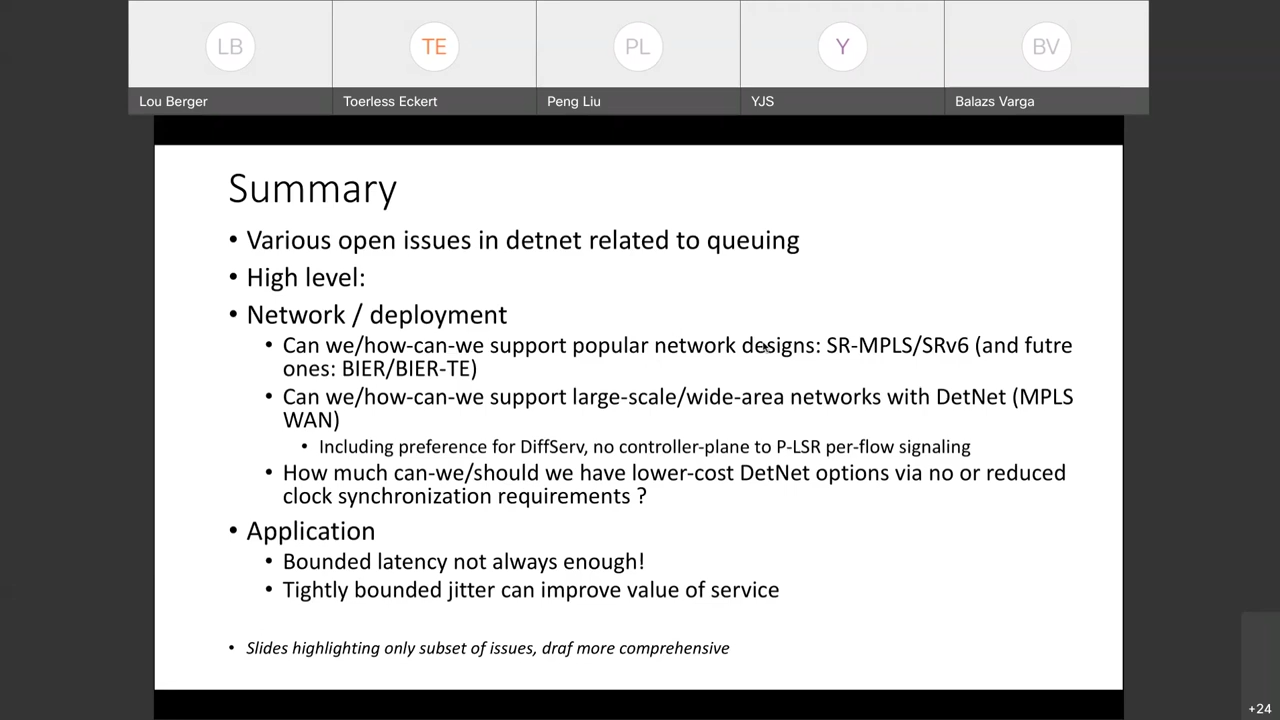 LB
TE
PL
Y
BV
Lou Berger
Toerless Eckert
Peng Liu
YJS
Balazs Varga
Summary
• Various open issues in detnet related to queuing
• High level:
• Network / deployment
• Can we/how-can-we support popular network designs: SR-MPLS/SRv6 (and futre
ones: BIER/BIER-TE)
• Can we/how-can-we support large-scale/wide-area networks with DetNet (MPLS
WAN)
• Including preference for DiffServ, no controller-plane to P-LSR per-flow signaling
• How much can-we/should we have lower-cost DetNet options via no or reduced
clock synchronization requirements ?
• Application
• Bounded latency not always enough!
• Tightly bounded jitter can improve value of service
• Slides highlighting only subset of issues, draf more comprehensive
+24